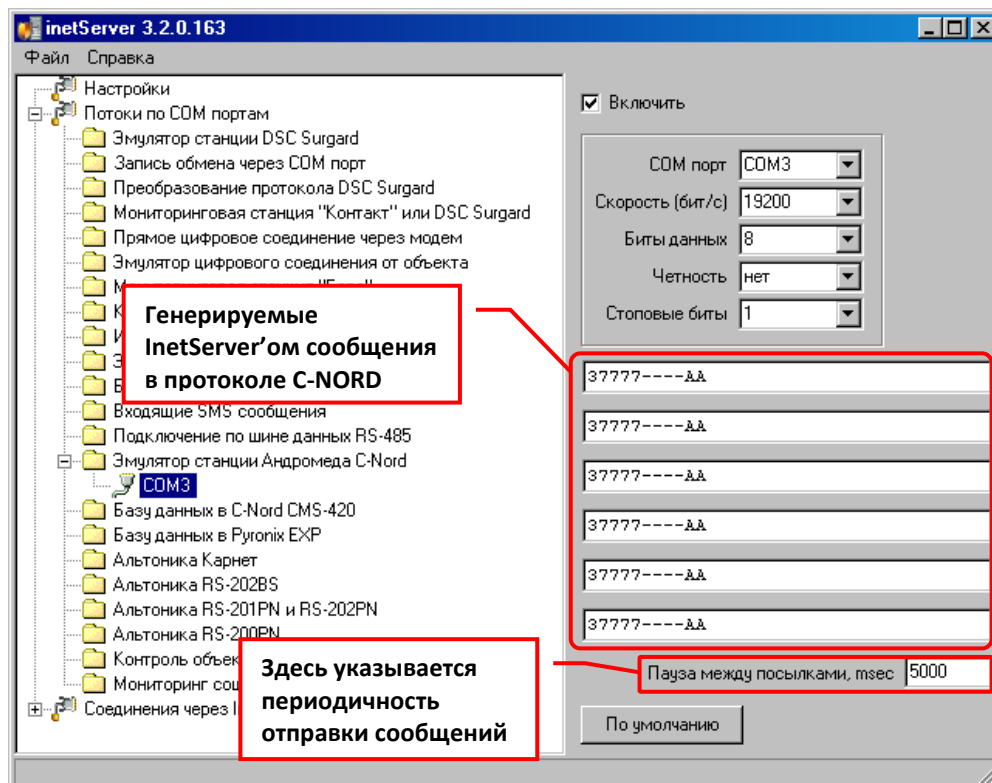 inetServer 3.2.0.163
Файл Справка
Настройки
Потоки по COM портам
Эмулятор станции DSC Surgard
Запись обмена через COM порт
Преобразование протокола DSC Surgard
Мониторинговая станция "Контакт" или DSC Surgard
Прямое цифровое соединение через модем
Эмулятор цифрового соединения от объекта
Генерируемые
InetServer’ом сообщения
в протоколе C-NORD
Входящие SMS сообщения
Подключение по шине данных RS-485
Эмулятор станции Андромеда C-Nord
COM3
Базу данных в C-Nord CMS-420
Базу данных в Pyronix EXP
Альтоника Карнет
Альтоника RS-202BS
Альтоника RS-201PN и RS-202PN
Альтоника RS-200PN
Контроль
Мониторинг
Соединения через
Здесь указывается
периодичность
отправки сообщений
Включить
COM порт COM3
Скорость (бит/с) 19200
Биты данных 8
Четность нет
Стоповые биты 1
37777----AA
37777----AA
37777----AA
37777----AA
37777----AA
37777----AA
Пауза между посылками, msec 5000
По умолчанию